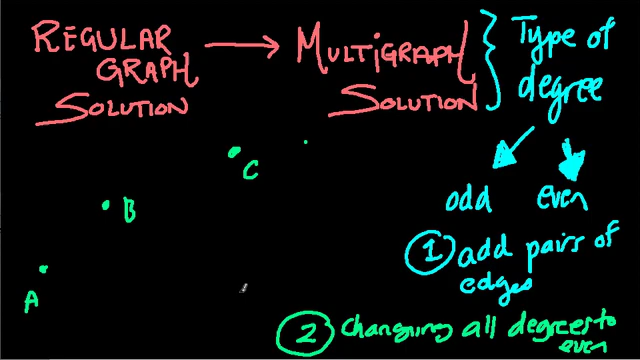 REGULAR GRAPH SOLUTION
MULTIGRAPH SOLUTION
Type of degree
odd even
① add pairs of
edges
② Changing all degrees to
even
C
B
A